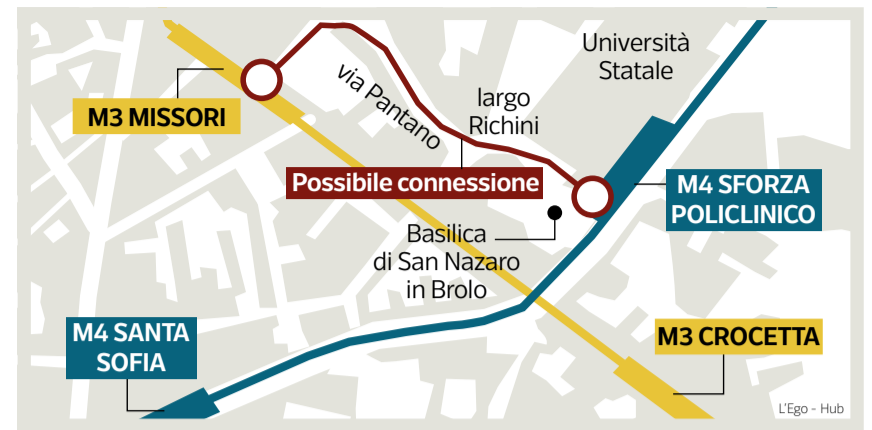 Università
Statale
M3 MISSORI
via Pantano
largo
Richini
Possibile connessione
M4 SFORZA
POLICLINICO
Basilica
di San Nazaro
in Brolo
M4 SANTA
SOFIA
M3 CROCETTA
L'Ego - Hub